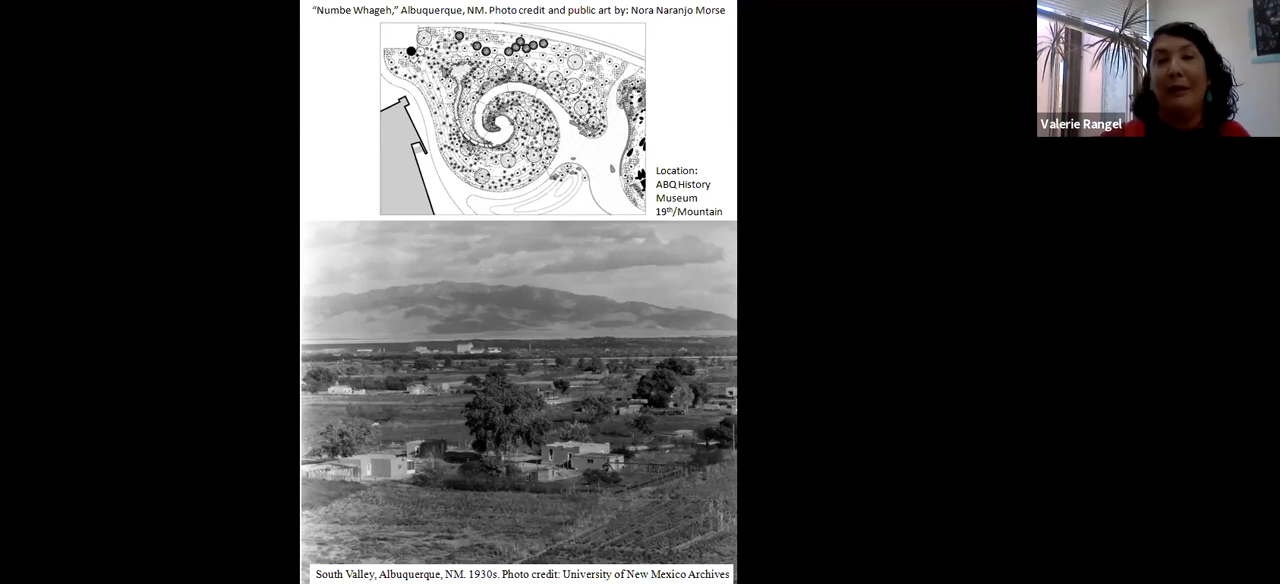 “Numbe Whageh,” Albuquerque, NM. Photo credit and public art by: Nora Naranjo Morse
Valerie Rangel
Location:
ABQ History
Museum
19th/Mountain
South Valley, Albuquerque, NM. 1930s. Photo credit: University of New Mexico Archives